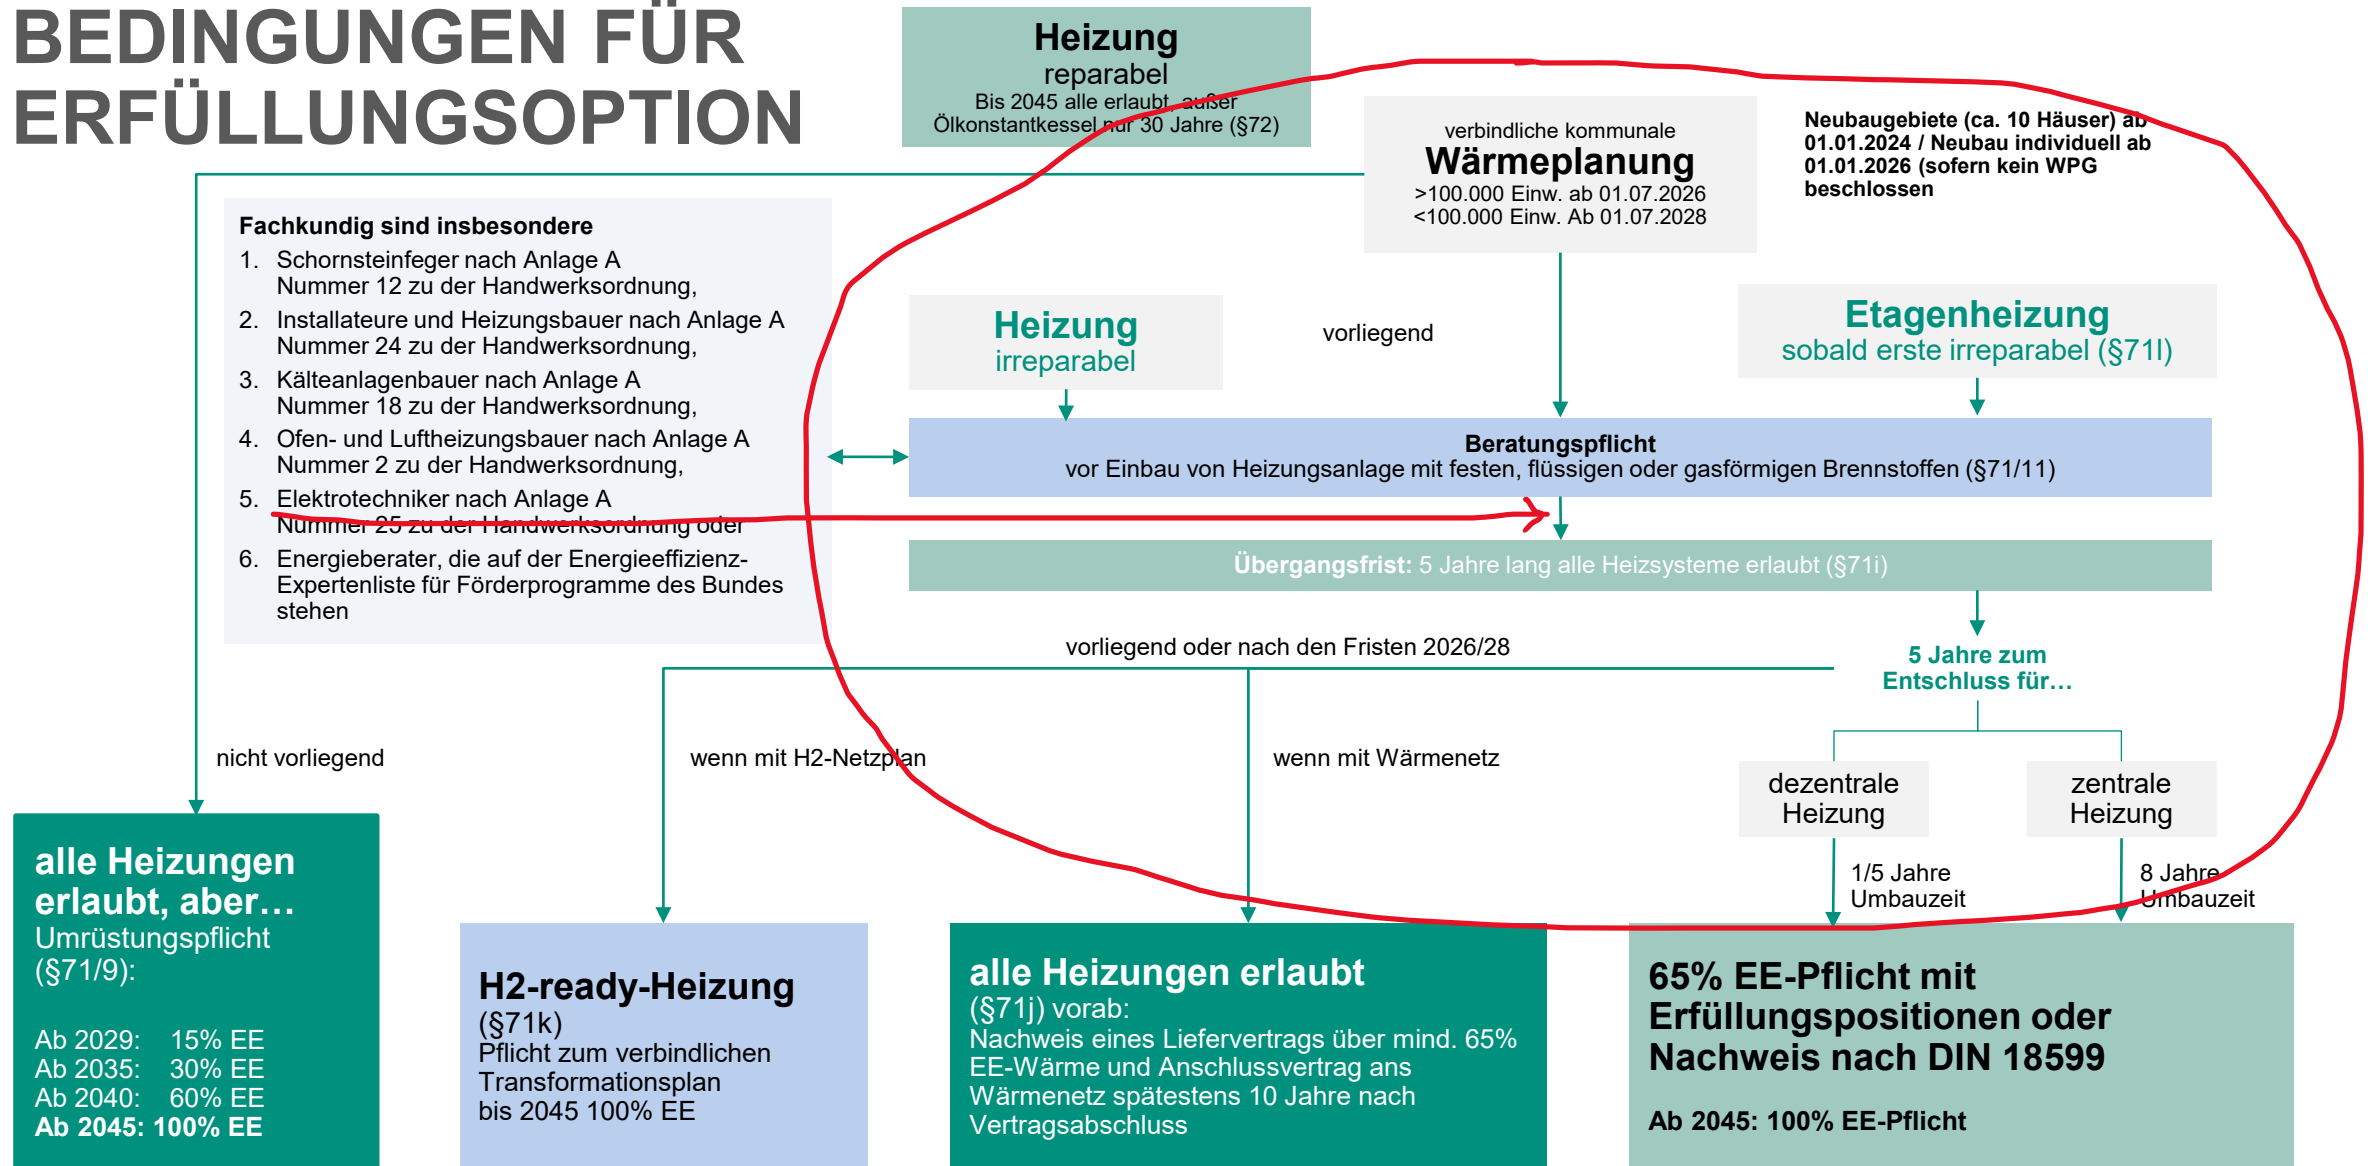 BEDINGUNGEN FÜR
ERFÜLLUNGSOPTION
Heizung
reparabel
Bis 2045 alle erlaubt, außer
Ölkonstantkessel nur 30 Jahre (§72)
verbindliche kommunale
Wärmeplanung
>100.000 Einw. ab 01.07.2026
<100.000 Einw. Ab 01.07.2028
Neubaugebiete (ca. 10 Häuser) ab
01.01.2024 / Neubau individuell ab
01.01.2026 (sofern kein WPG
beschlossen
Fachkundig sind insbesondere
1. Schornsteinfeger nach Anlage A
Nummer 12 zu der Handwerksordnung,
2. Installateure und Heizungsbauer nach Anlage A
Nummer 24 zu der Handwerksordnung,
3. Kälteanlagenbauer nach Anlage A
Nummer 18 zu der Handwerksordnung,
4. Ofen- und Luftheizungsbauer nach Anlage A
Nummer 2 zu der Handwerksordnung,
5. Elektrotechniker nach Anlage A
Nummer 25 zu der Handwerksordnung oder
6. Energieberater, die auf der Energieeffizienz-
Expertenliste für Förderprogramme des Bundes
stehen
Heizung
irreparabel
vorliegend
Etagenheizung
sobald erste irreparabel (§71l)
Beratungspflicht
vor Einbau von Heizungsanlage mit festen, flüssigen oder gasförmigen Brennstoffen (§71/11)
Übergangsfrist: 5 Jahre lang alle Heizsysteme erlaubt (§71i)
vorliegend oder nach den Fristen 2026/28
5 Jahre zum
Entschluss für…
nicht vorliegend
wenn mit H2-Netzplan
wenn mit Wärmenetz
dezentrale
Heizung
zentrale
Heizung
1/5 Jahre
Umbauzeit
8 Jahre
Umbauzeit
alle Heizungen
erlaubt, aber…
Umrüstungspflicht
(§71/9):
Ab 2029: 15% EE
Ab 2035: 30% EE
Ab 2040: 60% EE
Ab 2045: 100% EE
H2-ready-Heizung
(§71k)
Pflicht zum verbindlichen
Transformationsplan
bis 2045 100% EE
alle Heizungen erlaubt
(§71j) vorab:
Nachweis eines Liefervertrags über mind. 65%
EE-Wärme und Anschlussvertrag ans
Wärmenetz spätestens 10 Jahre nach
Vertragsabschluss
65% EE-Pflicht mit
Erfüllungspositionen oder
Nachweis nach DIN 18599
Ab 2045: 100% EE-Pflicht